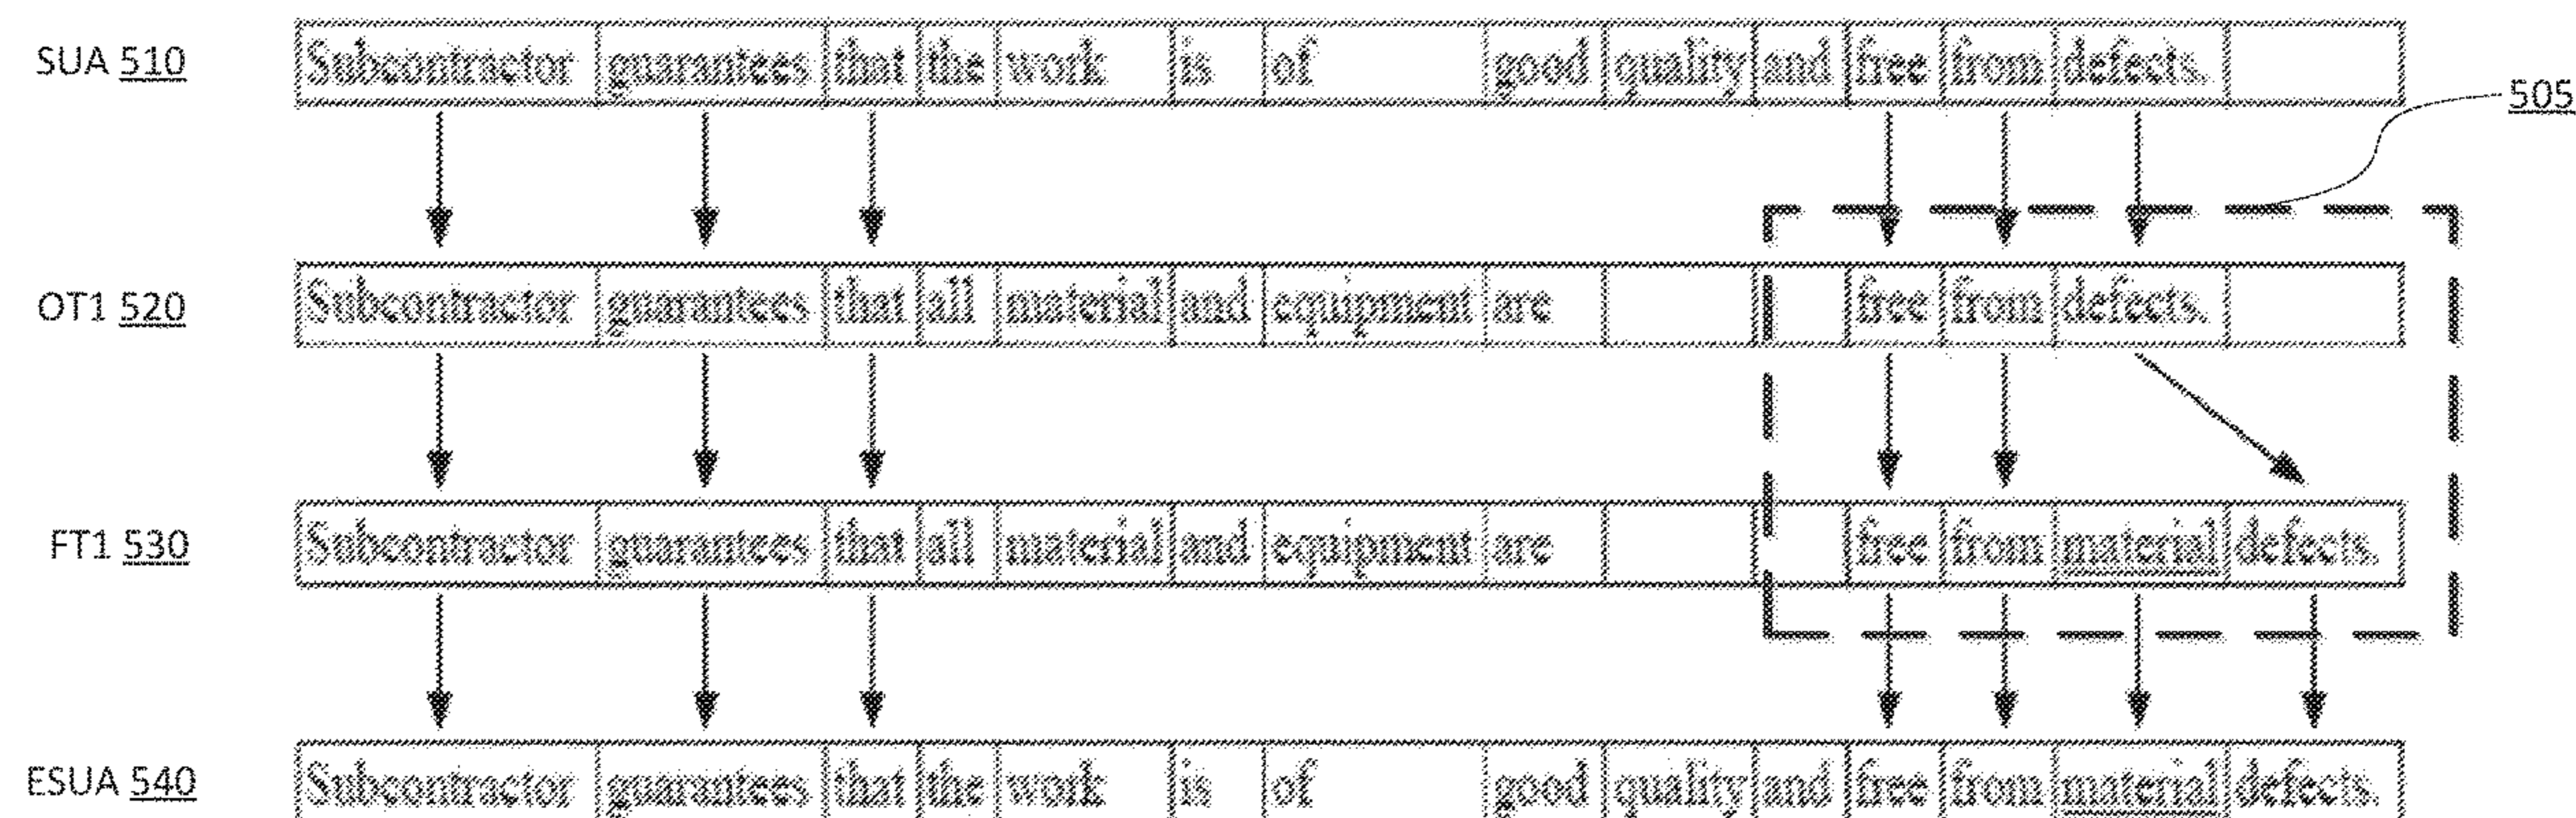 SUA 510 Subcontractor guarantees that the work is of good quality and free from defects.
505
OT1 520 Subcontractor guarantees that all material and equipment are free from defects.
FT1 530 Subcontractor guarantees that all material and equipment are free from material defects.
ESUA 540 Subcontractor guarantees that the work is of good quality and free from material defects.